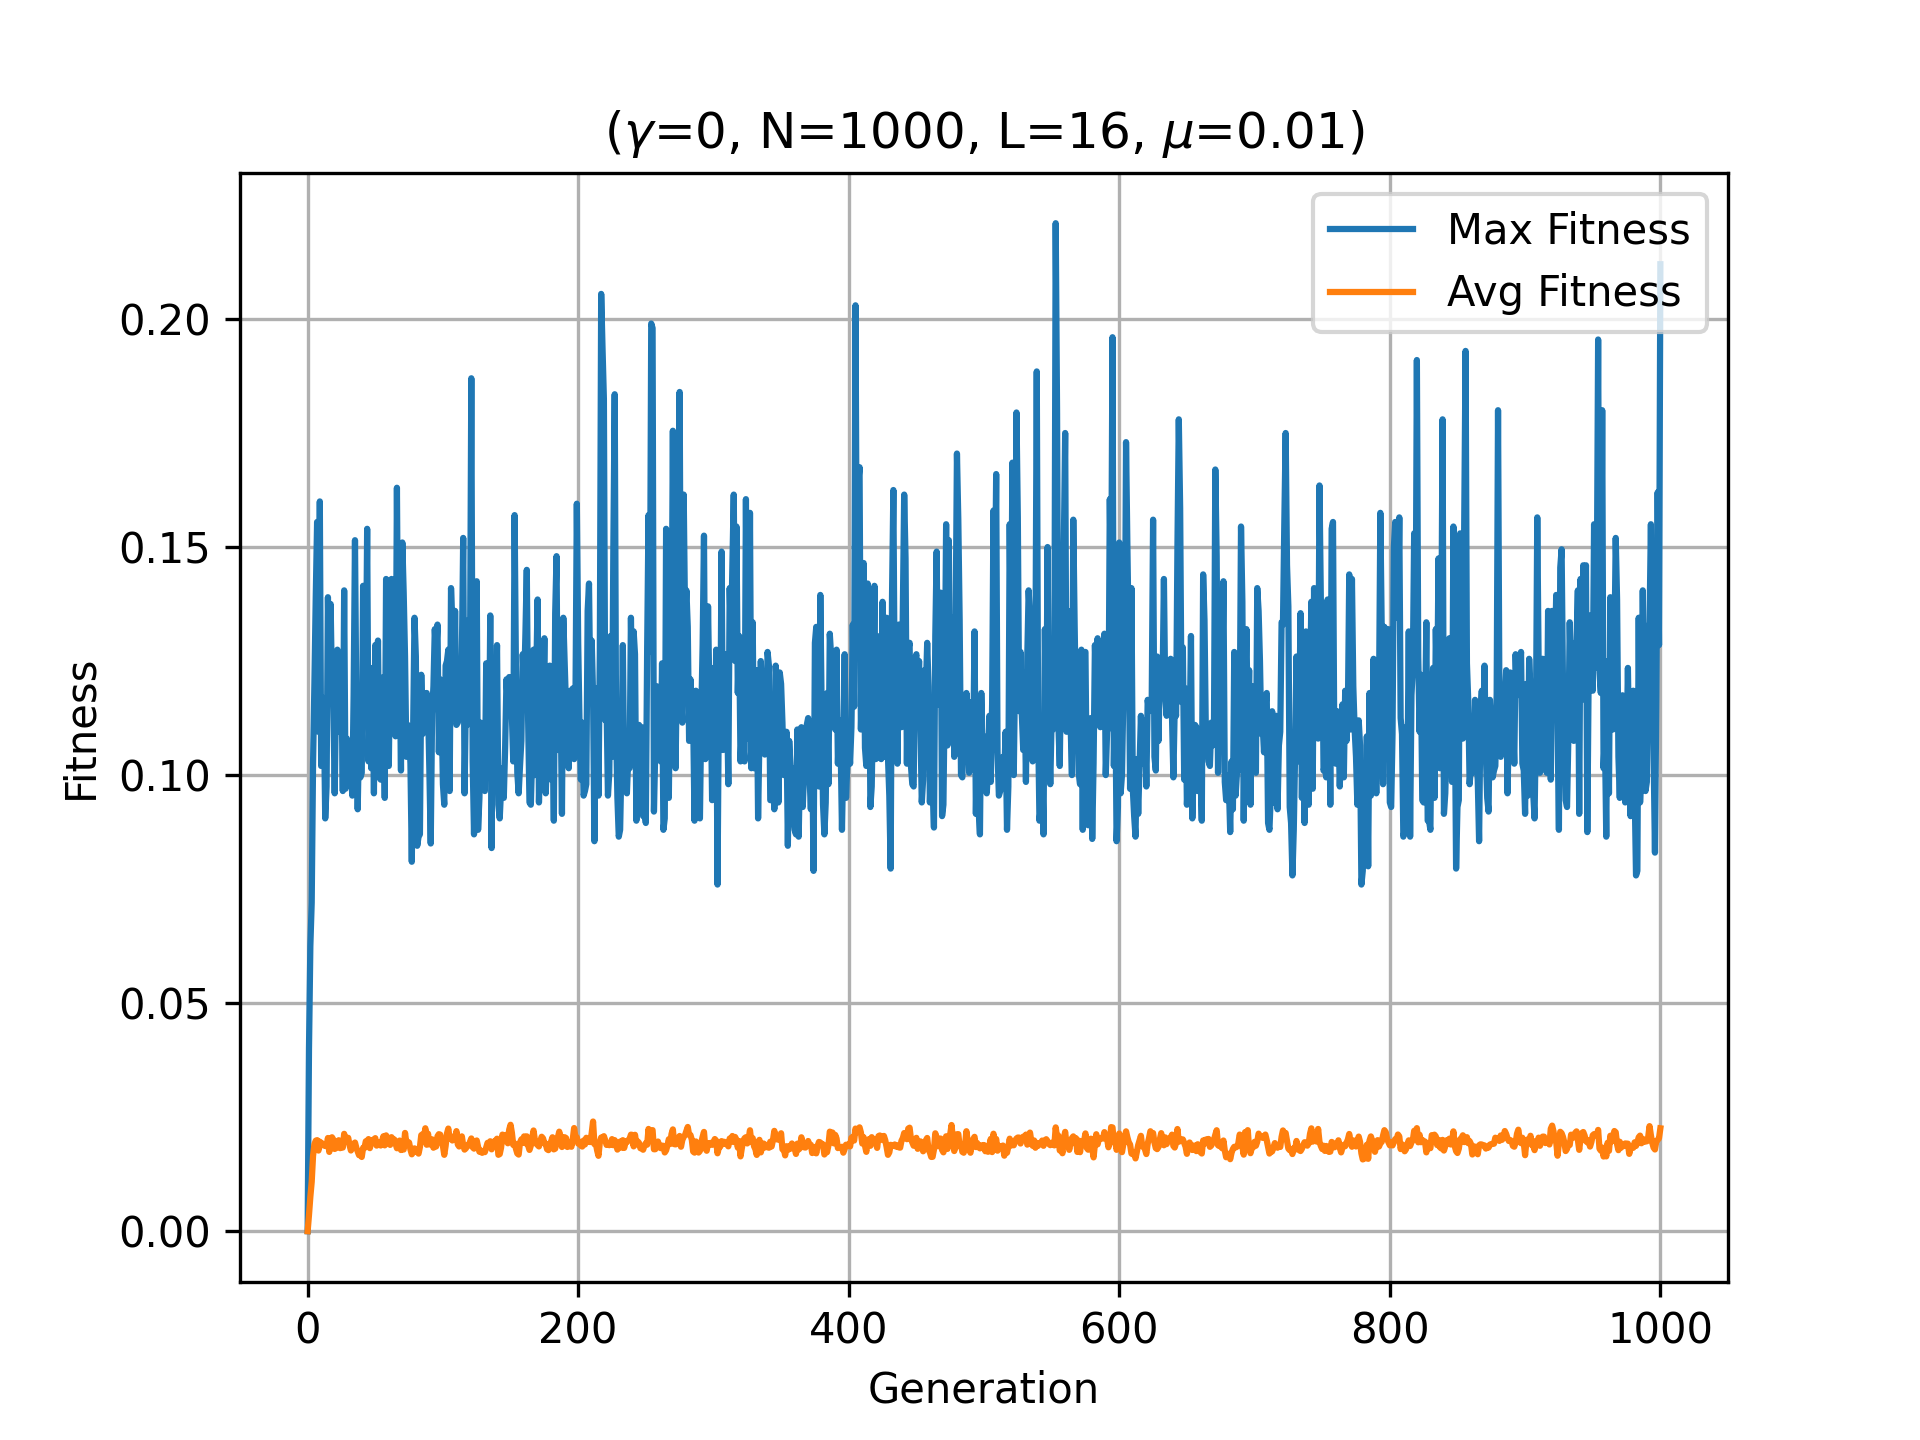 (γ=0, N=1000, L=16, μ=0.01)
Max Fitness
Avg Fitness
0.20
0.15
0.10
0.05
0.00
Fitness
0 200 400 600 800 1000
Generation